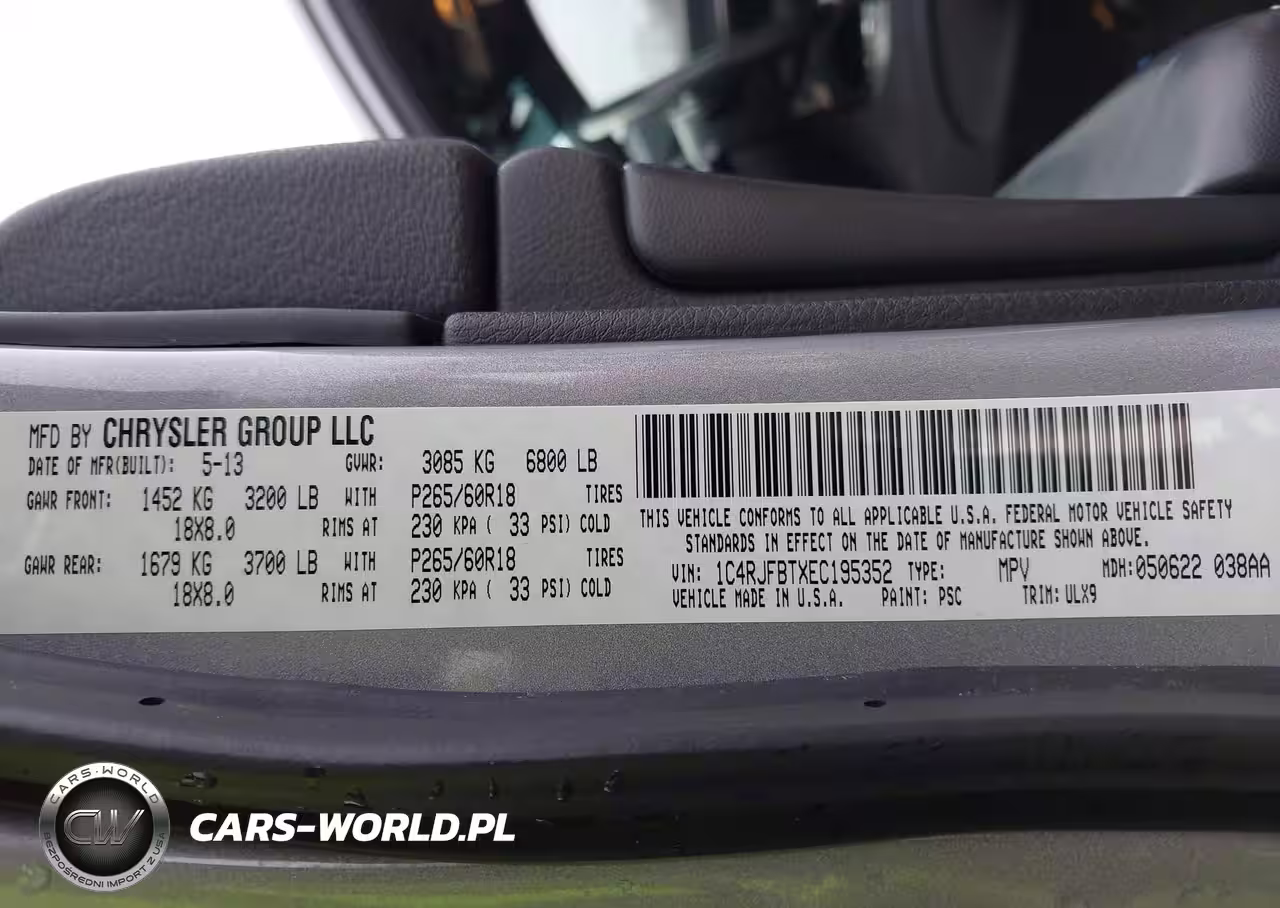 MFD BY CHRYSLER GROUP LLC
DATE OF MFR(BUILT): 5-13 GVWR: 3085 KG 6800 LB
GAWR FRONT: 1452 KG 3200 LB WITH P265/60R18 TIRES
18X8.0 RIMS AT 230 KPA ( 33 PSI) COLD
GAWR REAR: 1679 KG 3700 LB WITH P265/60R18 TIRES
18X8.0 RIMS AT 230 KPA ( 33 PSI) COLD
THIS VEHICLE CONFORMS TO ALL APPLICABLE U.S.A. FEDERAL MOTOR VEHICLE SAFETY
STANDARDS IN EFFECT ON THE DATE OF MANUFACTURE SHOWN ABOVE.
VIN: 1C4RJFBTXEC195352 TYPE: MPV MDH:050622 038AA
VEHICLE MADE IN U.S.A. PAINT: PSC TRIM: ULX9
CARS-WORLD
CW
BEZPOŚREDNI IMPORT Z USA
CARS-WORLD.PL